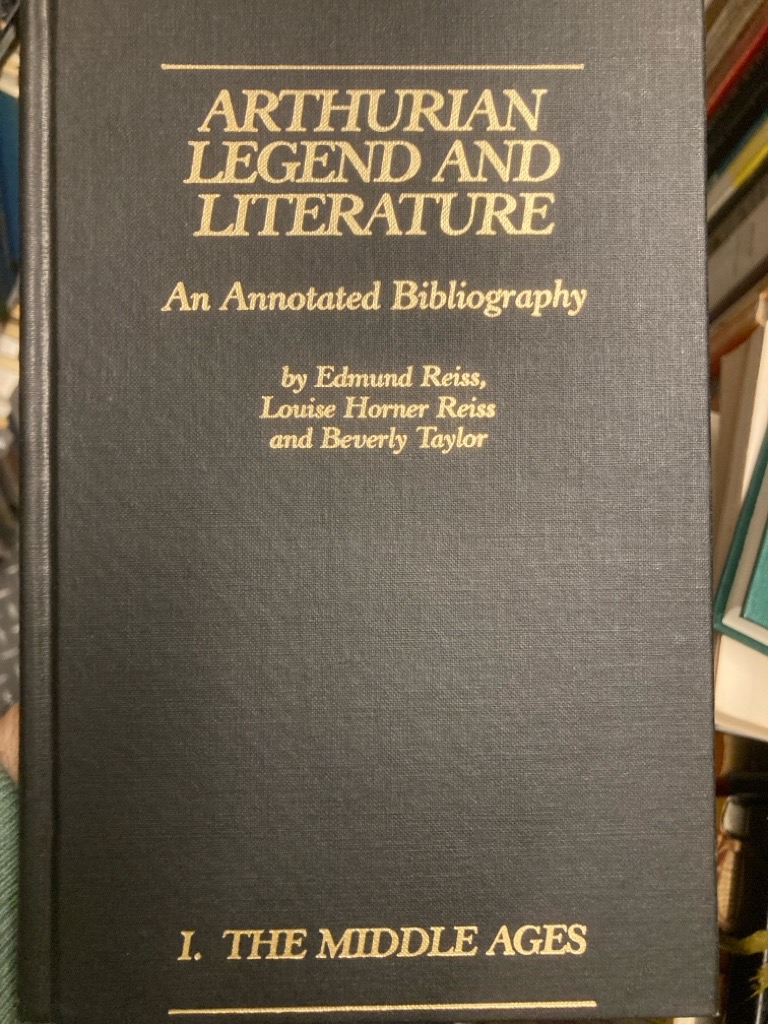 ARTHURIAN
LEGEND AND
LITERATURE
An Annotated Bibliography
by Edmund Reiss,
Louise Horner Reiss
and Beverly Taylor
I. THE MIDDLE AGES